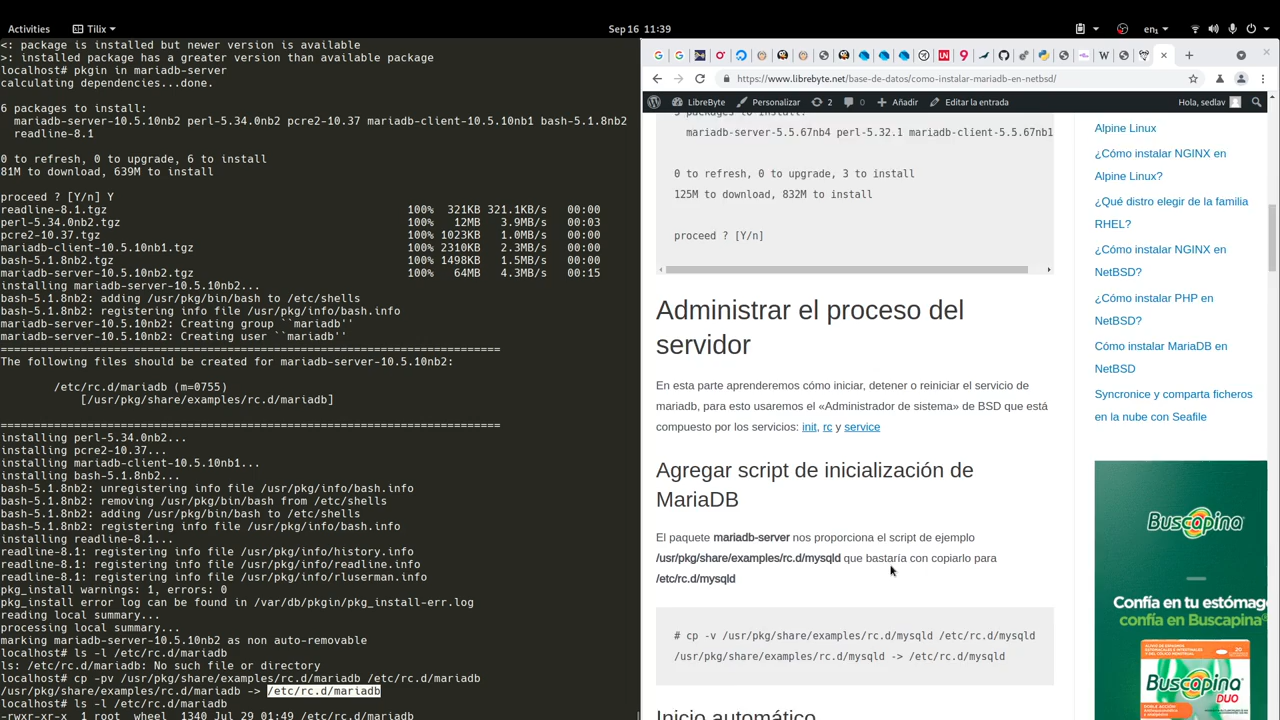 Activities
Tilix
Sep 16 11:39
en₁
<: package is installed but newer version is available
>: installed package has a greater version than available package
localhost# pkgin in mariadb-server
calculating dependencies...done.
6 packages to install:
mariadb-server-10.5.10nb2 perl-5.34.0nb2 pcre2-10.37 mariadb-client-10.5.10nb1 bash-5.1.8nb2
readline-8.1
0 to refresh, 0 to upgrade, 6 to install
81M to download, 639M to install
proceed ? [Y/n] Y
readline-8.1.tgz 100% 321KB 321.1KB/s 00:00
perl-5.34.0nb2.tgz 100% 12MB 3.9MB/s 00:03
pcre2-10.37.tgz 100% 1023KB 1.0MB/s 00:00
mariadb-client-10.5.10nb1.tgz 100% 2310KB 2.3MB/s 00:00
bash-5.1.8nb2.tgz 100% 1498KB 1.5MB/s 00:00
mariadb-server-10.5.10nb2.tgz 100% 64MB 4.3MB/s 00:15
installing mariadb-server-10.5.10nb2...
bash-5.1.8nb2: adding /usr/pkg/bin/bash to /etc/shells
bash-5.1.8nb2: registering info file /usr/pkg/info/bash.info
mariadb-server-10.5.10nb2: Creating group ``mariadb''
mariadb-server-10.5.10nb2: Creating user ``mariadb''
===========================================================================
The following files should be created for mariadb-server-10.5.10nb2:
/etc/rc.d/mariadb (m=0755)
[/usr/pkg/share/examples/rc.d/mariadb]
===========================================================================
installing perl-5.34.0nb2...
installing pcre2-10.37...
installing mariadb-client-10.5.10nb1...
installing bash-5.1.8nb2...
bash-5.1.8nb2: unregistering info file /usr/pkg/info/bash.info
bash-5.1.8nb2: removing /usr/pkg/bin/bash from /etc/shells
bash-5.1.8nb2: adding /usr/pkg/bin/bash to /etc/shells
bash-5.1.8nb2: registering info file /usr/pkg/info/bash.info
installing readline-8.1...
readline-8.1: registering info file /usr/pkg/info/history.info
readline-8.1: registering info file /usr/pkg/info/readline.info
readline-8.1: registering info file /usr/pkg/info/rluserman.info
pkg_install warnings: 1, errors: 0
pkg_install error log can be found in /var/db/pkgin/pkg_install-err.log
reading local summary...
processing local summary...
marking mariadb-server-10.5.10nb2 as non auto-removable
localhost# ls -l /etc/rc.d/mariadb
ls: /etc/rc.d/mariadb: No such file or directory
localhost# cp -pv /usr/pkg/share/examples/rc.d/mariadb /etc/rc.d/mariadb
/usr/pkg/share/examples/rc.d/mariadb -> /etc/rc.d/mariadb
localhost# ls -l /etc/rc.d/mariadb
-rwxr-xr-x 1 root wheel 1340 Jul 29 01:49 /etc/rc.d/mariadb
https://www.librebyte.net/base-de-datos/como-instalar-mariadb-en-netbsd/
LibreByte
Personalizar
2
0
Añadir
Editar la entrada
Hola, sedlav
3 packages to install:
mariadb-server-5.5.67nb4 perl-5.32.1 mariadb-client-5.5.67nb1
0 to refresh, 0 to upgrade, 3 to install
125M to download, 832M to install
proceed ? [Y/n]
Administrar el proceso del
servidor
En esta parte aprenderemos cómo iniciar, detener o reiniciar el servicio de
mariadb, para esto usaremos el «Administrador de sistema» de BSD que está
compuesto por los servicios: init, rc y service
Agregar script de inicialización de
MariaDB
El paquete mariadb-server nos proporciona el script de ejemplo
/usr/pkg/share/examples/rc.d/mysqld que bastaría con copiarlo para
/etc/rc.d/mysqld
# cp -v /usr/pkg/share/examples/rc.d/mysqld /etc/rc.d/mysqld
/usr/pkg/share/examples/rc.d/mysqld -> /etc/rc.d/mysqld
Inicio automático
Alpine Linux
¿Cómo instalar NGINX en
Alpine Linux?
¿Qué distro elegir de la familia
RHEL?
¿Cómo instalar NGINX en
NetBSD?
¿Cómo instalar PHP en
NetBSD?
Cómo instalar MariaDB en
NetBSD
Syncronice y comparta ficheros
en la nube con Seafile
Buscapina
Confía en tu estómag
confía en Buscapina
Buscapina
DUO